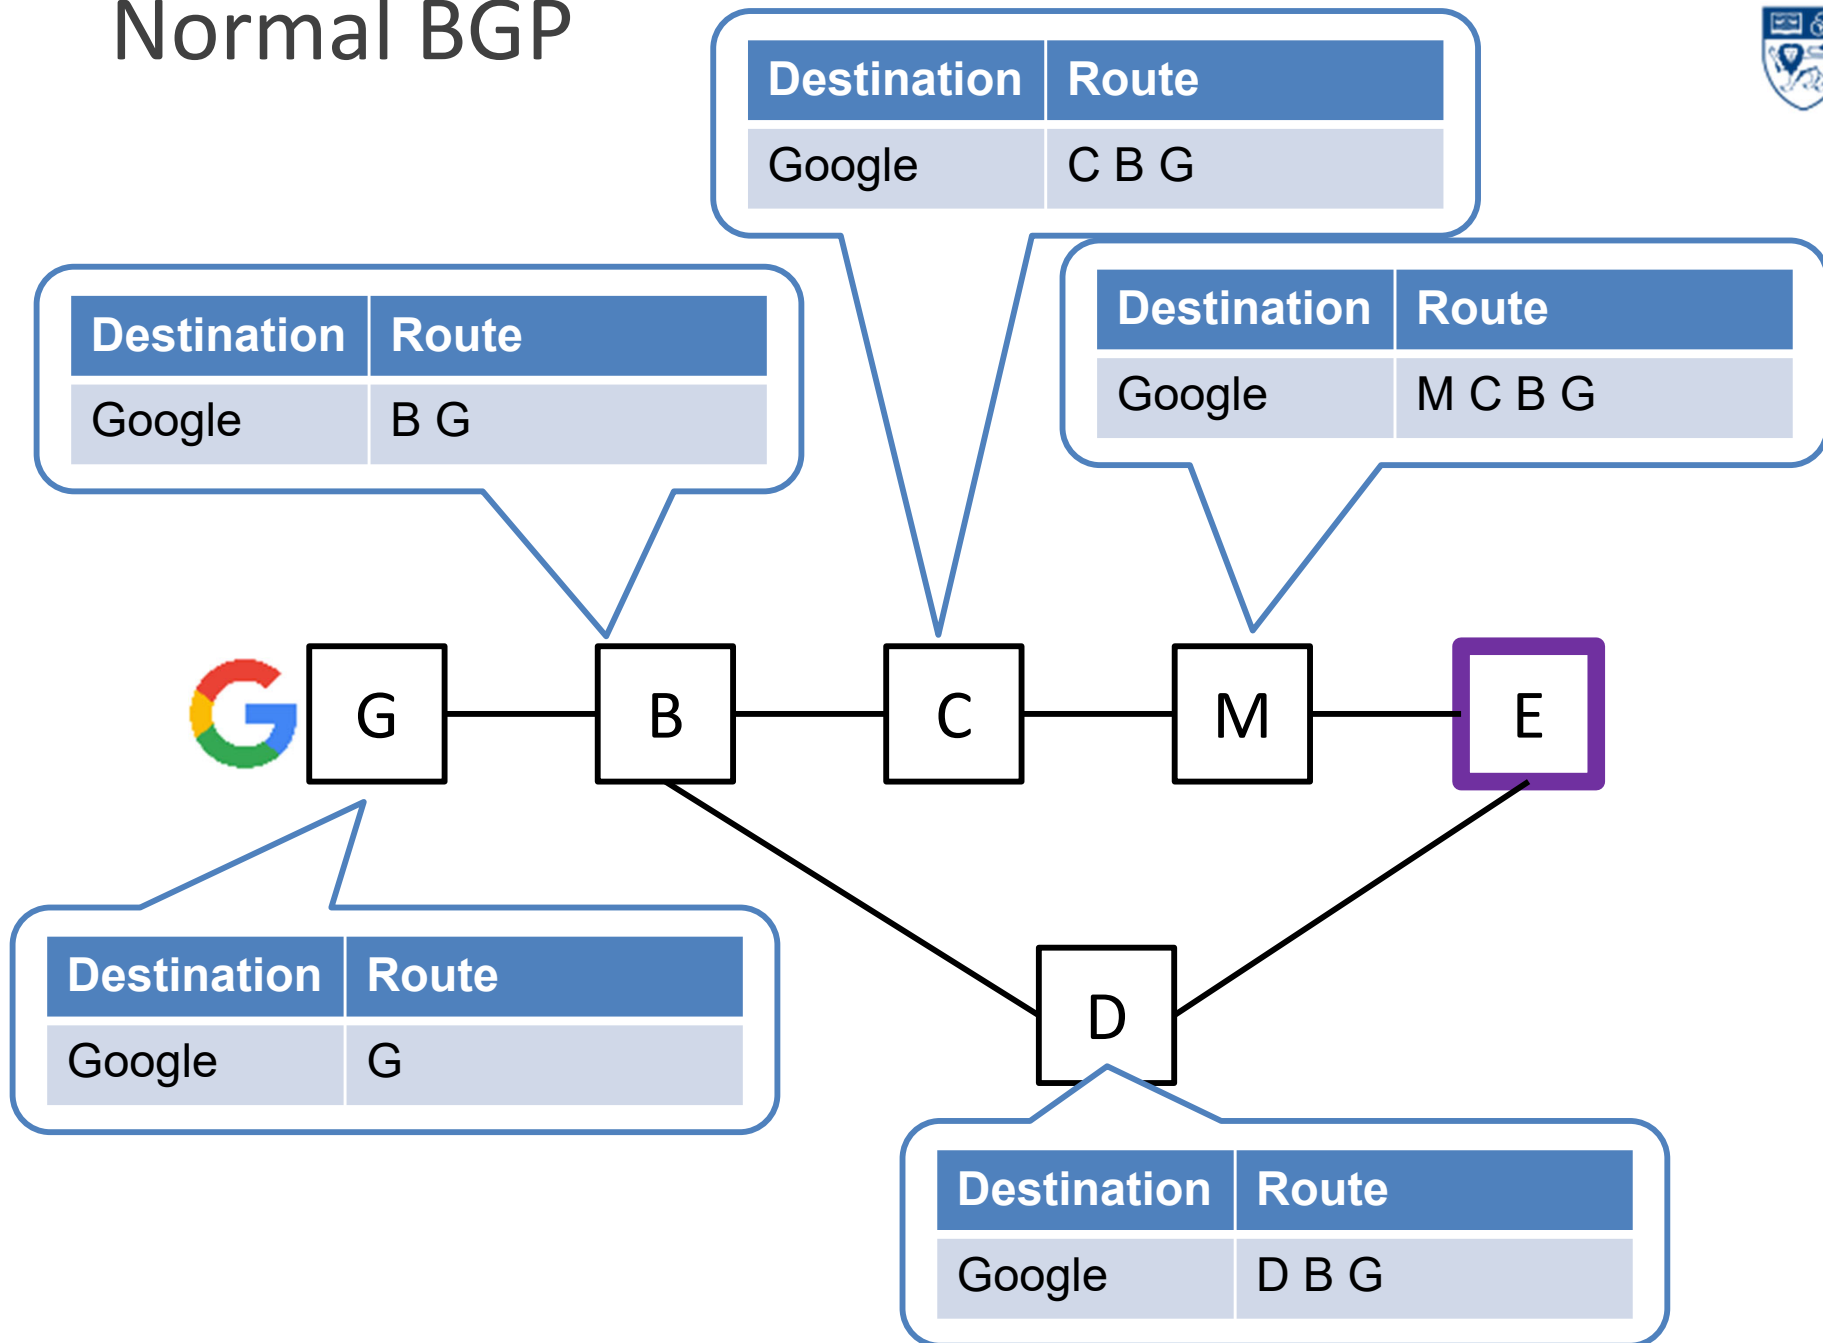 Normal BGP
Destination Route
Google C B G
Destination Route
Google M C B G
Destination Route
Google B G
G B C M E
Destination Route
Google G
D
Destination Route
Google D B G